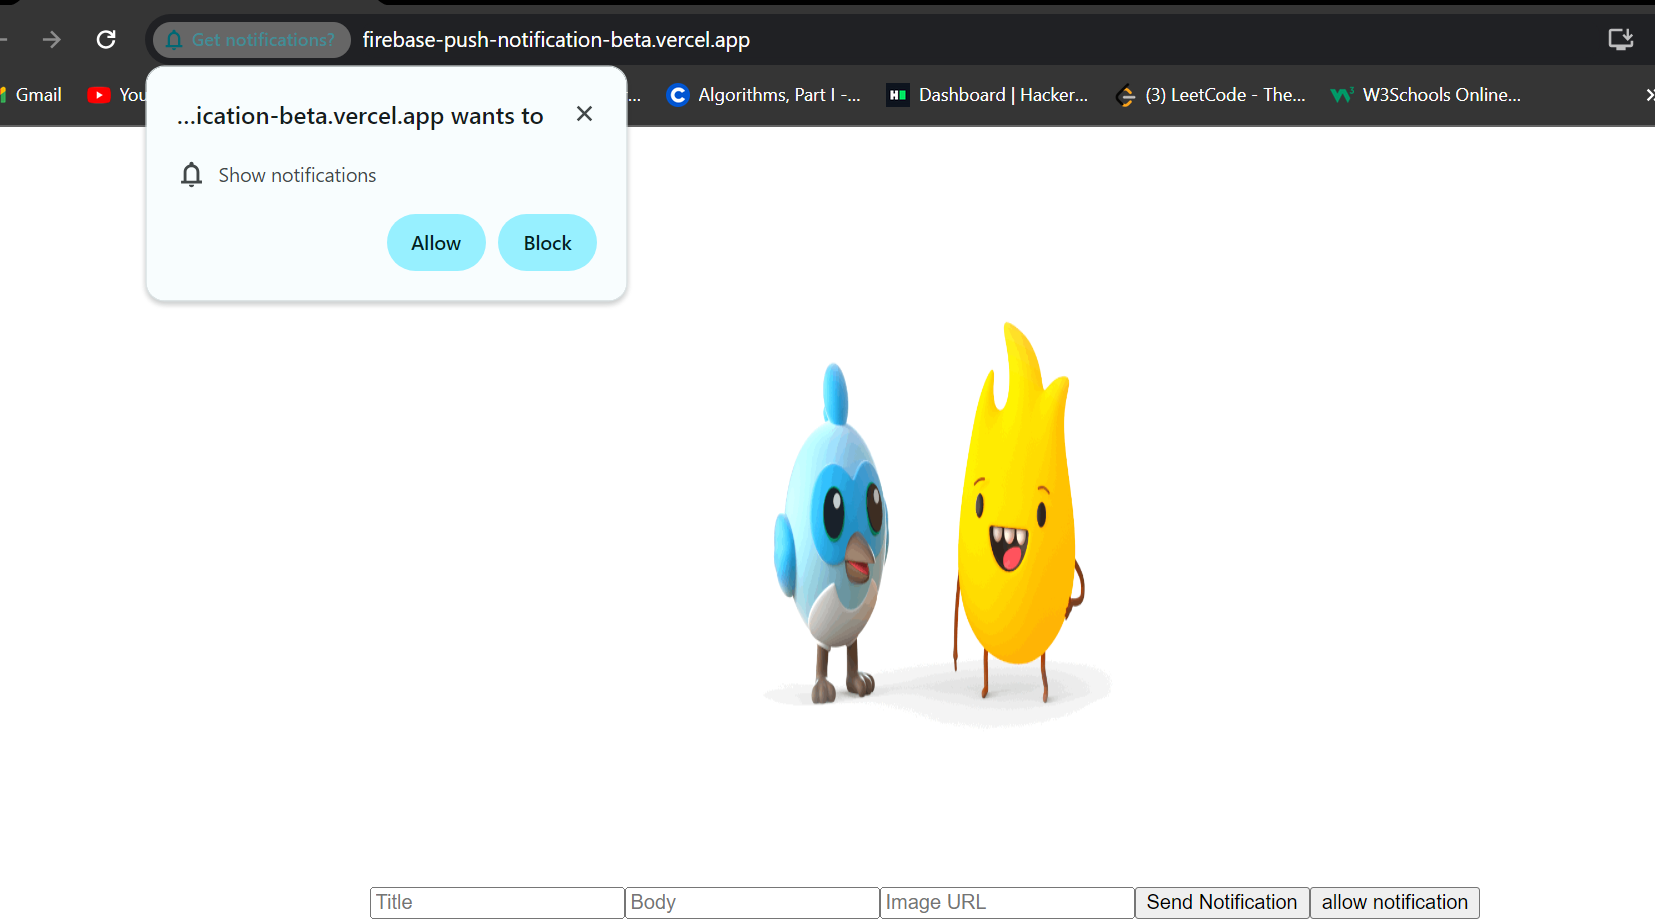 Get notifications? firebase-push-notification-beta.vercel.app
Gmail You ... Algorithms, Part I -... Dashboard | Hacker... (3) LeetCode - The... W3Schools Online... »
...ication-beta.vercel.app wants to
Show notifications
Allow Block
Title Body Image URL Send Notification allow notification